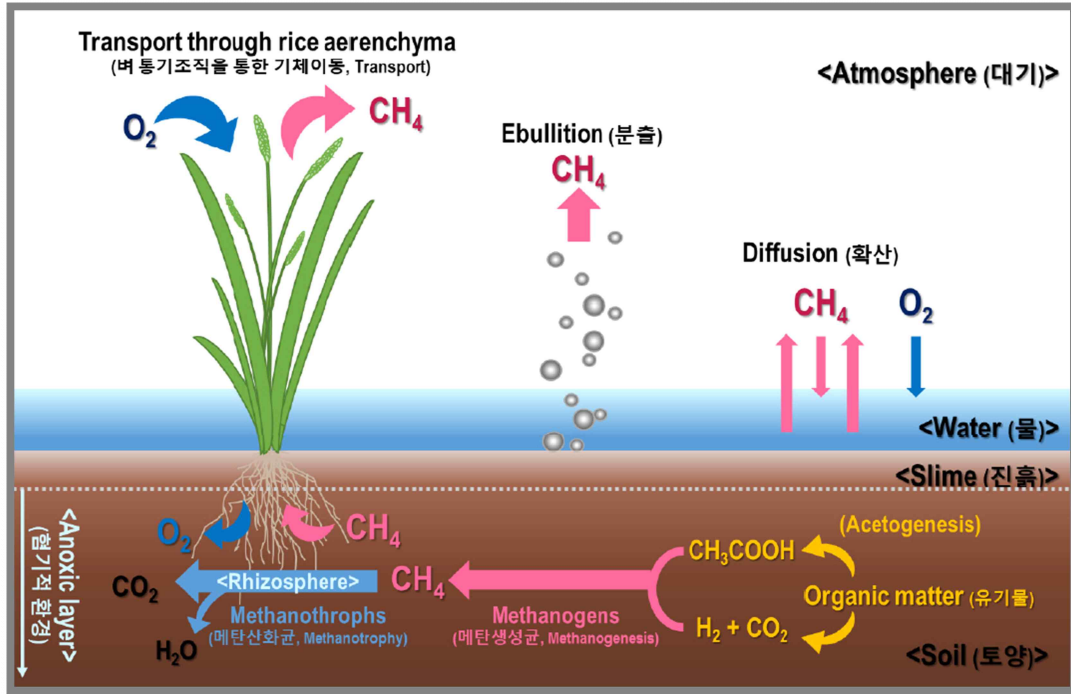 Transport through rice aerenchyma
(벼 통기조직을 통한 기체이동, Transport)
<Atmosphere (대기)>
O₂
CH₄
Ebullition (분출)
CH₄
Diffusion (확산)
CH₄
O₂
<Water (물)>
<Slime (진흙)>
<Anoxic layer>
(혐기적 환경)
O₂
CH₄
(Acetogenesis)
CH₃COOH
CO₂
<Rhizosphere>
CH₄
Organic matter (유기물)
Methanothrophs
(메탄산화균, Methanotrophy)
Methanogens
(메탄생성균, Methanogenesis)
H₂ + CO₂
H₂O
<Soil (토양)>